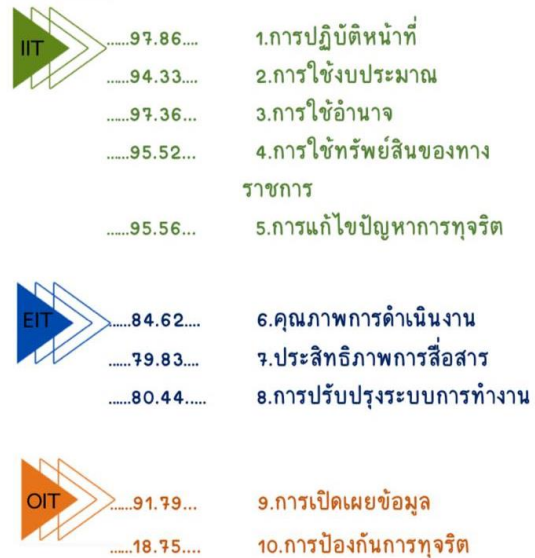 IIT
......97.86.... 1.การปฏิบัติหน้าที่
......94.33.... 2.การใช้งบประมาณ
......97.36... 3.การใช้อำนาจ
......95.52... 4.การใช้ทรัพย์สินของทาง
ราชการ
......95.56... 5.การแก้ไขปัญหาการทุจริต
EIT
......84.62.... 6.คุณภาพการดำเนินงาน
......79.83.... 7.ประสิทธิภาพการสื่อสาร
......80.44..... 8.การปรับปรุงระบบการทำงาน
OIT
......91.79... 9.การเปิดเผยข้อมูล
......18.75.... 10.การป้องกันการทุจริต